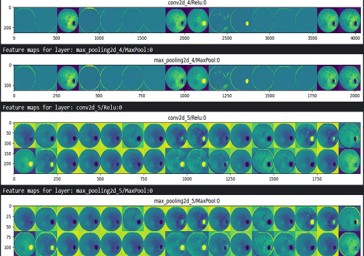 conv2d_4/Relu:0
0
100
200
0 500 1000 1500 2000 2500 3000 3500 4000
Feature maps for layer: max_pooling2d_4/MaxPool:0
max_pooling2d_4/MaxPool:0
0
100
0 250 500 750 1000 1250 1500 1750 2000
Feature maps for layer: conv2d_5/Relu:0
conv2d_5/Relu:0
0
50
100
150
200
0 250 500 750 1000 1250 1500 1750
Feature maps for layer: max_pooling2d_5/MaxPool:0
max_pooling2d_5/MaxPool:0
0
25
50
75
100